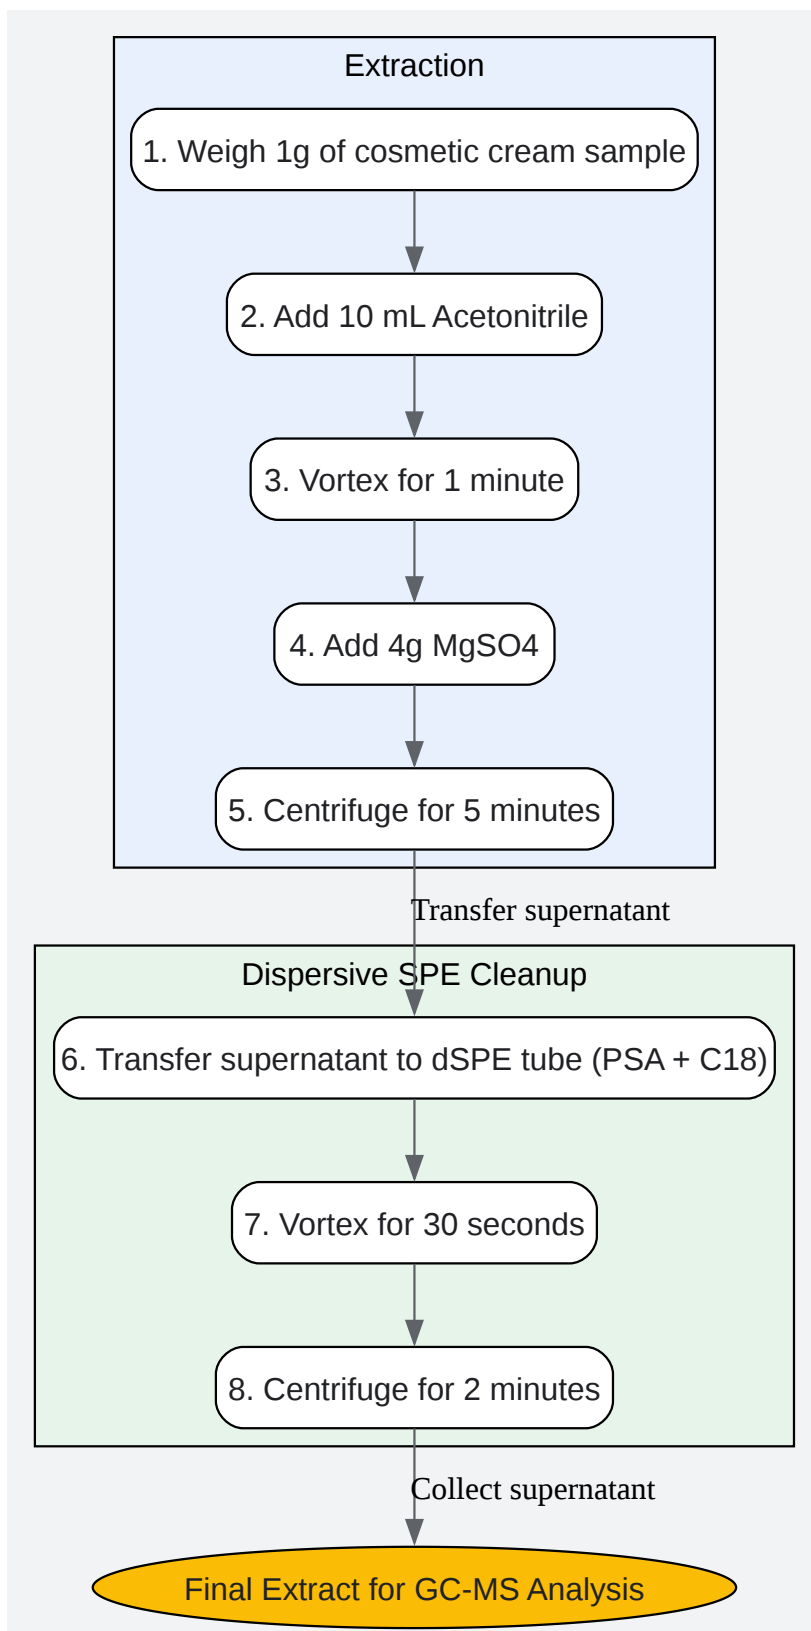 Extraction
1. Weigh 1g of cosmetic cream sample
2. Add 10 mL Acetonitrile
3. Vortex for 1 minute
4. Add 4g MgSO4
5. Centrifuge for 5 minutes
Transfer supernatant
Dispersive SPE Cleanup
6. Transfer supernatant to dSPE tube (PSA + C18)
7. Vortex for 30 seconds
8. Centrifuge for 2 minutes
Collect supernatant
Final Extract for GC-MS Analysis